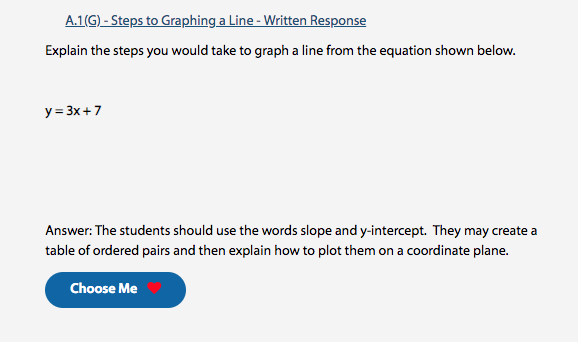 A.1(G) - Steps to Graphing a Line - Written Response
Explain the steps you would take to graph a line from the equation shown below.
y = 3x + 7
Answer: The students should use the words slope and y-intercept.  They may create a
table of ordered pairs and then explain how to plot them on a coordinate plane.
Choose Me